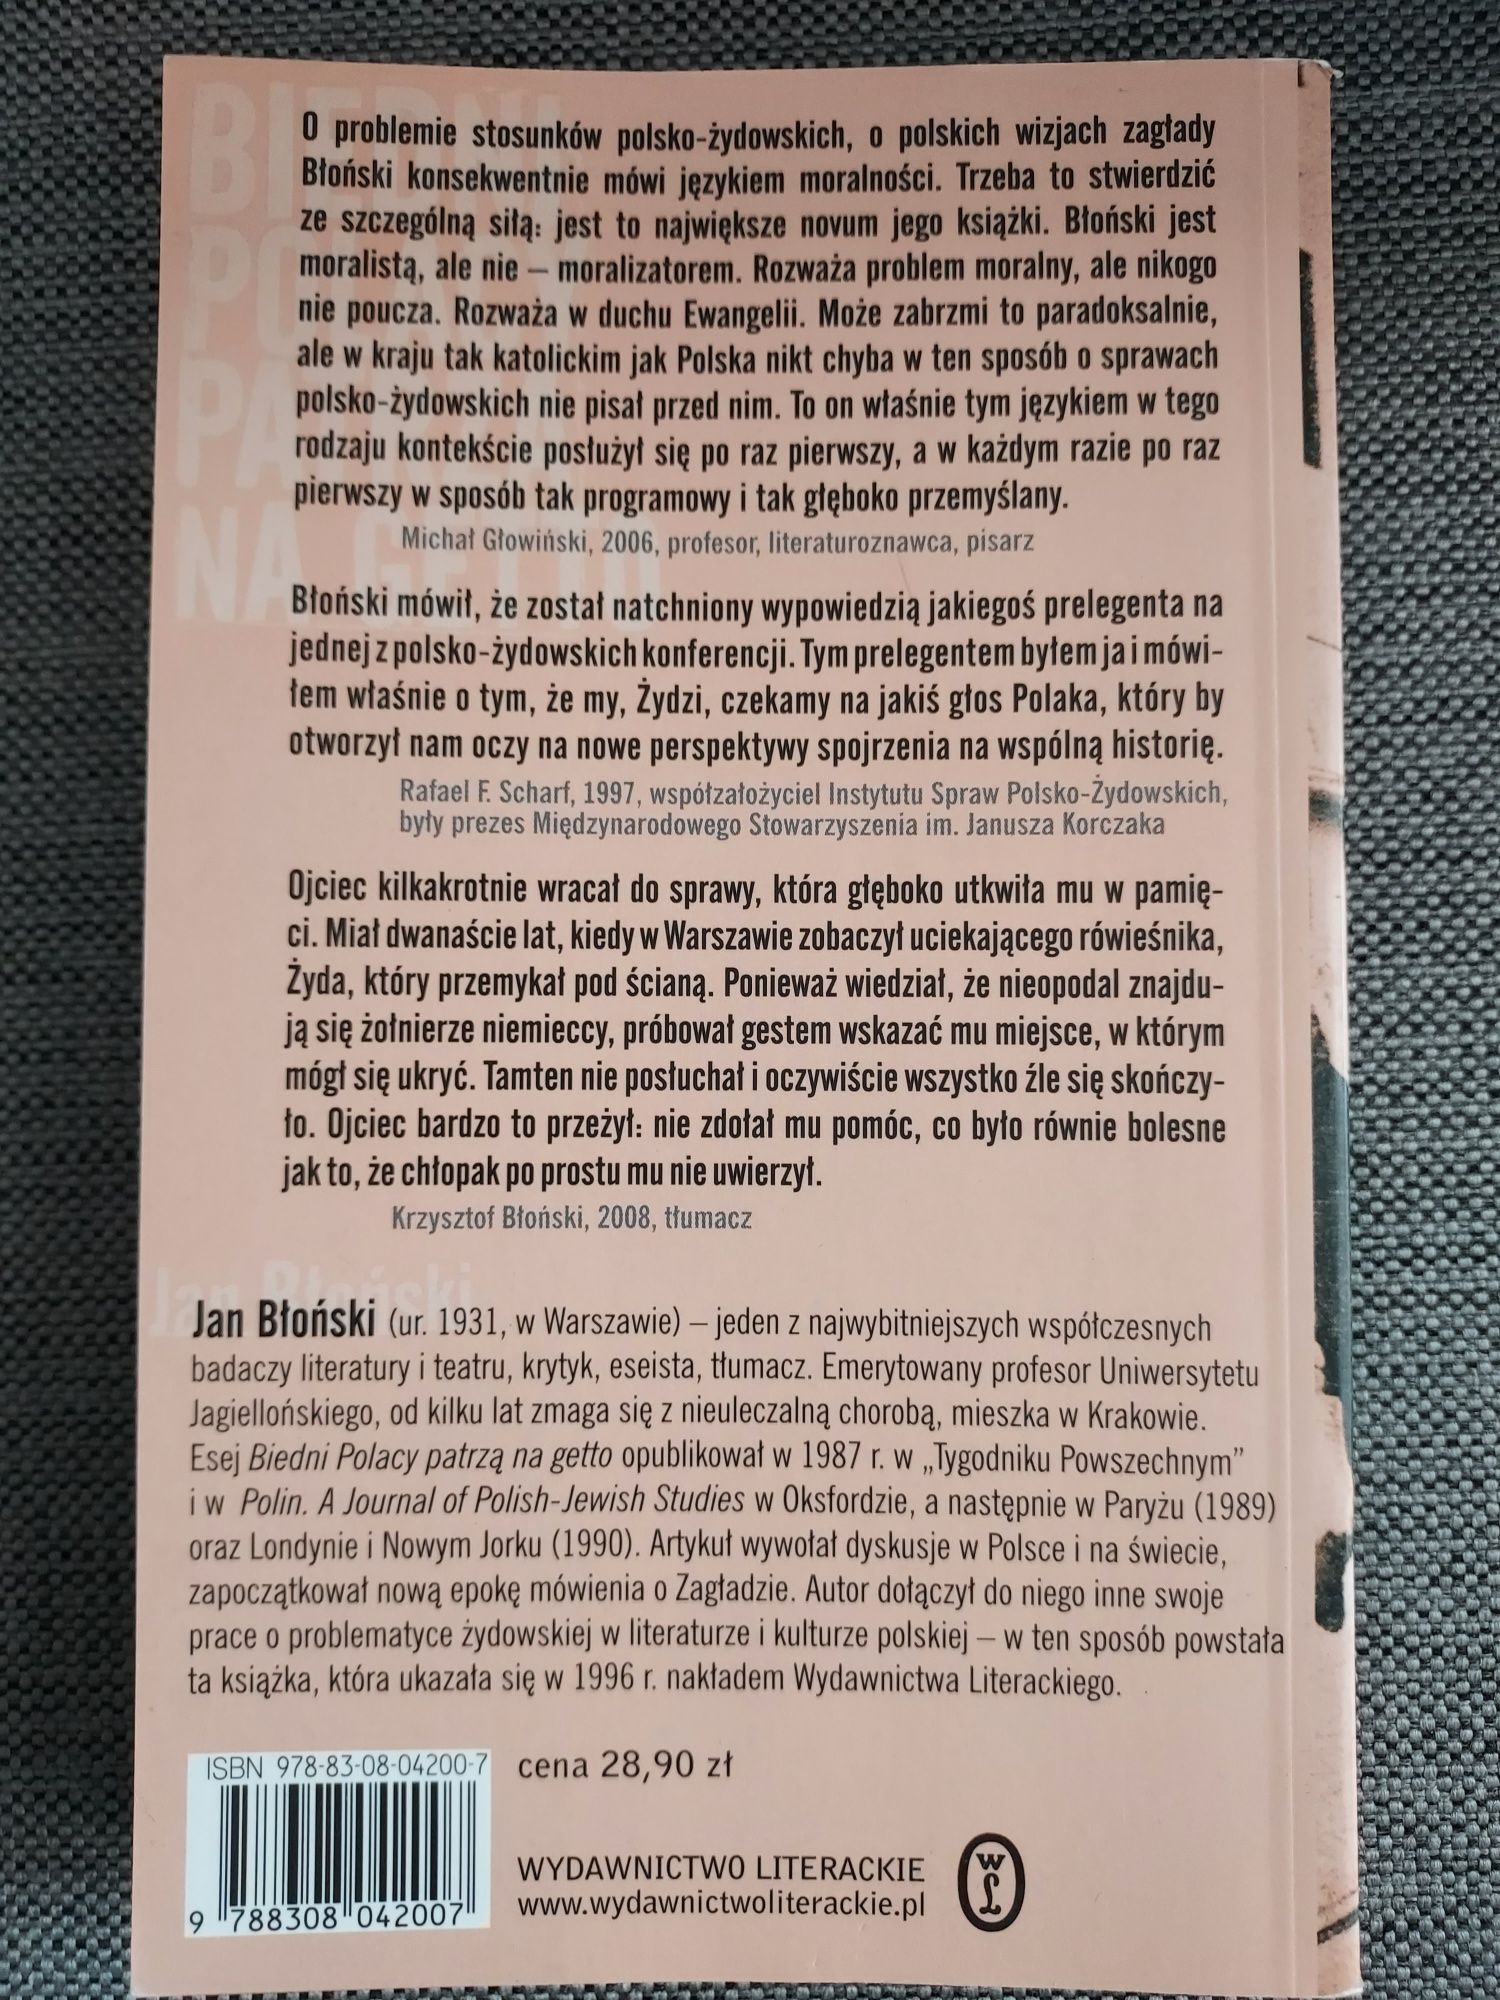 BIEDNI
POLACY
PATRZĄ
NA GETTO
O problemie stosunków polsko-żydowskich, o polskich wizjach zagłady
Błoński konsekwentnie mówi językiem moralności. Trzeba to stwierdzić
ze szczególną siłą: jest to największe novum jego książki. Błoński jest
moralistą, ale nie – moralizatorem. Rozważa problem moralny, ale nikogo
nie poucza. Rozważa w duchu Ewangelii. Może zabrzmi to paradoksalnie,
ale w kraju tak katolickim jak Polska nikt chyba w ten sposób o sprawach
polsko-żydowskich nie pisał przed nim. To on właśnie tym językiem w tego
rodzaju kontekście posłużył się po raz pierwszy, a w każdym razie po raz
pierwszy w sposób tak programowy i tak głęboko przemyślany.
Michał Głowiński, 2006, profesor, literaturoznawca, pisarz
Błoński mówił, że został natchniony wypowiedzią jakiegoś prelegenta na
jednej z polsko-żydowskich konferencji. Tym prelegentem byłem ja i mówi-
łem właśnie o tym, że my, Żydzi, czekamy na jakiś głos Polaka, który by
otworzył nam oczy na nowe perspektywy spojrzenia na wspólną historię.
Rafael F. Scharf, 1997, współzałożyciel Instytutu Spraw Polsko-Żydowskich,
były prezes Międzynarodowego Stowarzyszenia im. Janusza Korczaka
Ojciec kilkakrotnie wracał do sprawy, która głęboko utkwiła mu w pamię-
ci. Miał dwanaście lat, kiedy w Warszawie zobaczył uciekającego rówieśnika,
Żyda, który przemykał pod ścianą. Ponieważ wiedział, że nieopodal znajdu-
ją się żołnierze niemieccy, próbował gestem wskazać mu miejsce, w którym
mógł się ukryć. Tamten nie posłuchał i oczywiście wszystko źle się skończy-
ło. Ojciec bardzo to przeżył: nie zdołał mu pomóc, co było równie bolesne
jak to, że chłopak po prostu mu nie uwierzył.
Krzysztof Błoński, 2008, tłumacz
Jan Błoński
Jan Błoński (ur. 1931, w Warszawie) – jeden z najwybitniejszych współczesnych
badaczy literatury i teatru, krytyk, eseista, tłumacz. Emerytowany profesor Uniwersytetu
Jagiellońskiego, od kilku lat zmaga się z nieuleczalną chorobą, mieszka w Krakowie.
Esej Biedni Polacy patrzą na getto opublikował w 1987 r. w „Tygodniku Powszechnym”
i w Polin. A Journal of Polish-Jewish Studies w Oksfordzie, a następnie w Paryżu (1989)
oraz Londynie i Nowym Jorku (1990). Artykuł wywołał dyskusje w Polsce i na świecie,
zapoczątkował nową epokę mówienia o Zagładzie. Autor dołączył do niego inne swoje
prace o problematyce żydowskiej w literaturze i kulturze polskiej – w ten sposób powstała
ta książka, która ukazała się w 1996 r. nakładem Wydawnictwa Literackiego.
ISBN 978-83-08-04200-7
cena 28,90 zł
9 788308 042007
WYDAWNICTWO LITERACKIE
www.wydawnictwoliterackie.pl
WL